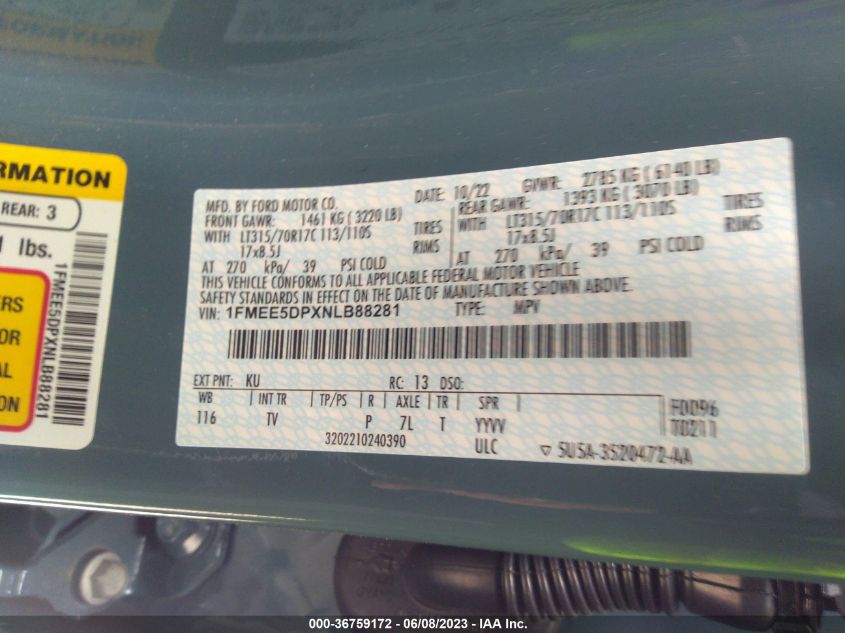 RMATION
REAR: 3
lbs.
ERS
OR
AL
ON
1FMEE5DPXNLB88281
MFD. BY FORD MOTOR CO. DATE: 10/22 GVWR: 2785 KG ( 6140 LB)
FRONT GAWR: 1461 KG ( 3220 LB) REAR GAWR: 1393 KG ( 3070 LB)
WITH LT315/70R17C 113/110S TIRES WITH LT315/70R17C 113/110S TIRES
17x8.5J RIMS 17x8.5J RIMS
AT 270 kPa/ 39 PSI COLD AT 270 kPa/ 39 PSI COLD
THIS VEHICLE CONFORMS TO ALL APPLICABLE FEDERAL MOTOR VEHICLE
SAFETY STANDARDS IN EFFECT ON THE DATE OF MANUFACTURE SHOWN ABOVE.
VIN: 1FMEE5DPXNLB88281 TYPE: MPV
EXT PNT: KU RC: 13 DSO:
WB INT TR TP/PS R AXLE TR SPR
116 TV P 7L T YYVV
3202210240390 ULC
5U5A-3520472-AA
000-36759172 - 06/08/2023 - IAA Inc.